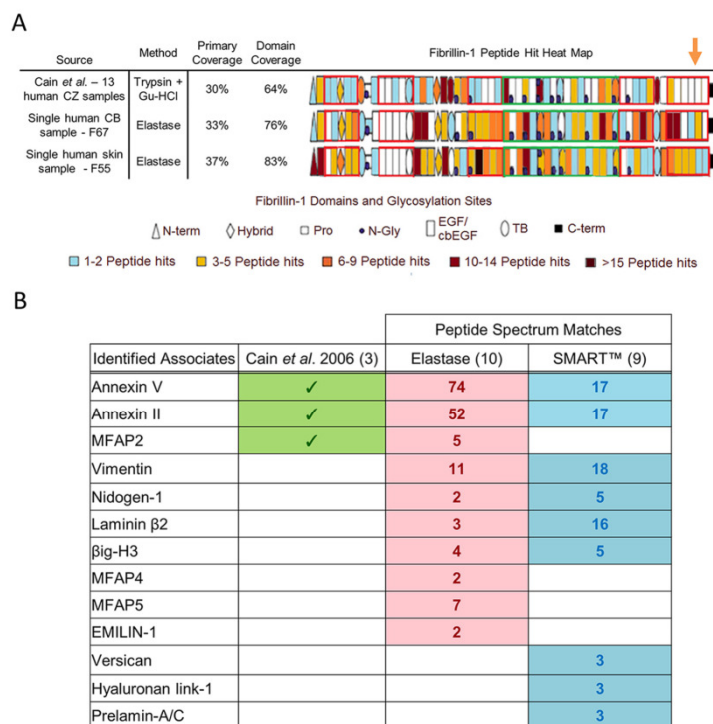 A
Source Method Primary Coverage Domain Coverage Fibrillin-1 Peptide Hit Heat Map
Cain et al. – 13 human CZ samples Trypsin + Gu-HCl 30% 64%
Single human CB sample - F67 Elastase 33% 76%
Single human skin sample - F55 Elastase 37% 83%
Fibrillin-1 Domains and Glycosylation Sites
N-term Hybrid Pro N-Gly EGF/cbEGF TB C-term
1-2 Peptide hits 3-5 Peptide hits 6-9 Peptide hits 10-14 Peptide hits >15 Peptide hits
B
Peptide Spectrum Matches
Identified Associates Cain et al. 2006 (3) Elastase (10) SMART™ (9)
Annexin V ✓ 74 17
Annexin II ✓ 52 17
MFAP2 ✓ 5
Vimentin 11 18
Nidogen-1 2 5
Laminin β2 3 16
βig-H3 4 5
MFAP4 2
MFAP5 7
EMILIN-1 2
Versican 3
Hyaluronan link-1 3
Prelamin-A/C 3